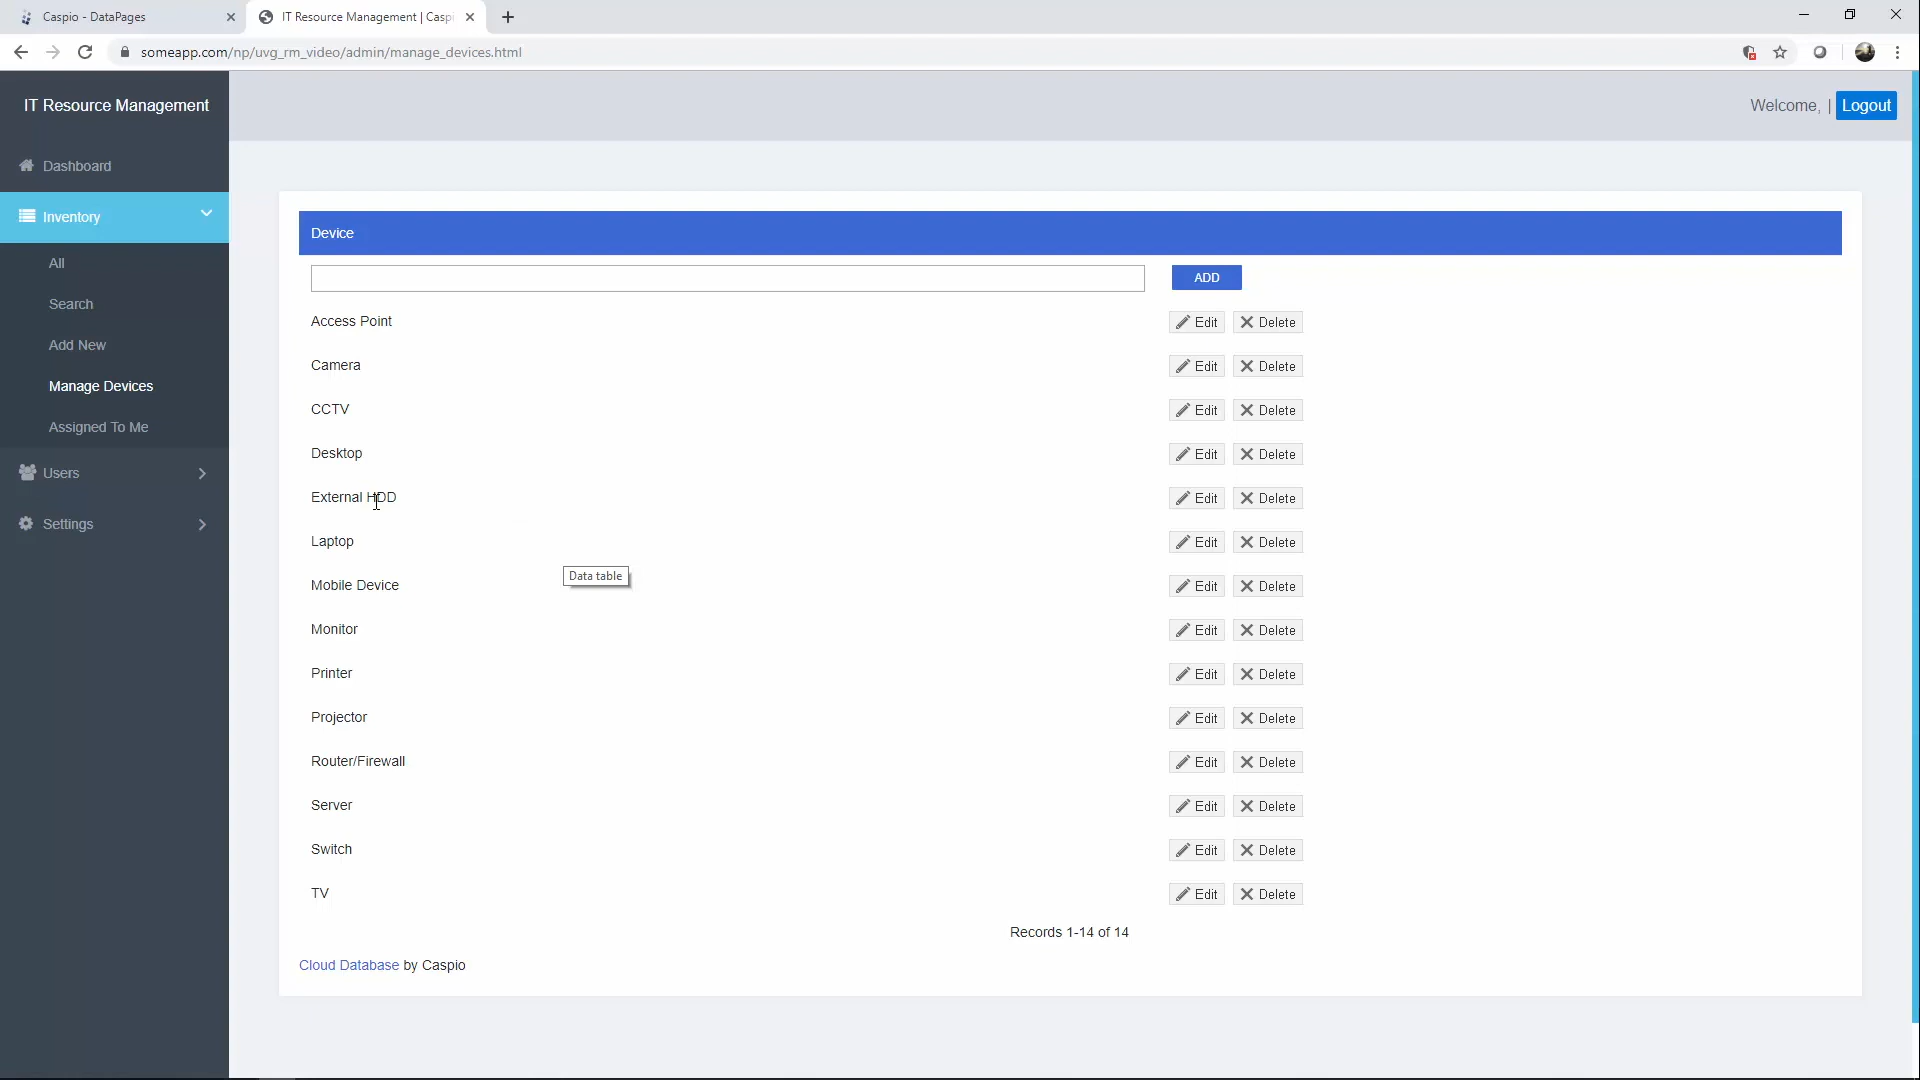 Caspio - DataPages
IT Resource Management | Caspi
someapp.com/np/uvg_rm_video/admin/manage_devices.html
IT Resource Management
Welcome, | Logout
Dashboard
Inventory
All
Search
Add New
Manage Devices
Assigned To Me
Users
Settings
Device
ADD
Access Point Edit Delete
Camera Edit Delete
CCTV Edit Delete
Desktop Edit Delete
External HDD Edit Delete
Laptop Edit Delete
Data table
Mobile Device Edit Delete
Monitor Edit Delete
Printer Edit Delete
Projector Edit Delete
Router/Firewall Edit Delete
Server Edit Delete
Switch Edit Delete
TV Edit Delete
Records 1-14 of 14
Cloud Database by Caspio